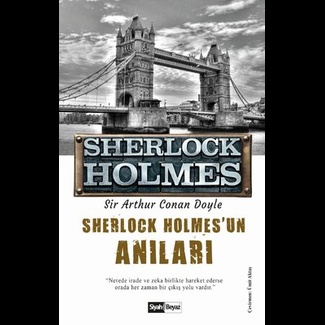 SHERLOCK
HOLMES
Sir Arthur Conan Doyle
SHERLOCK HOLMES'UN
ANILARI
"Nerede irade ve zeka birlikte hareket ederse
orada her zaman bir çıkış yolu vardır."
Siyah Beyaz
Çevirmen: Ümit Aktaş